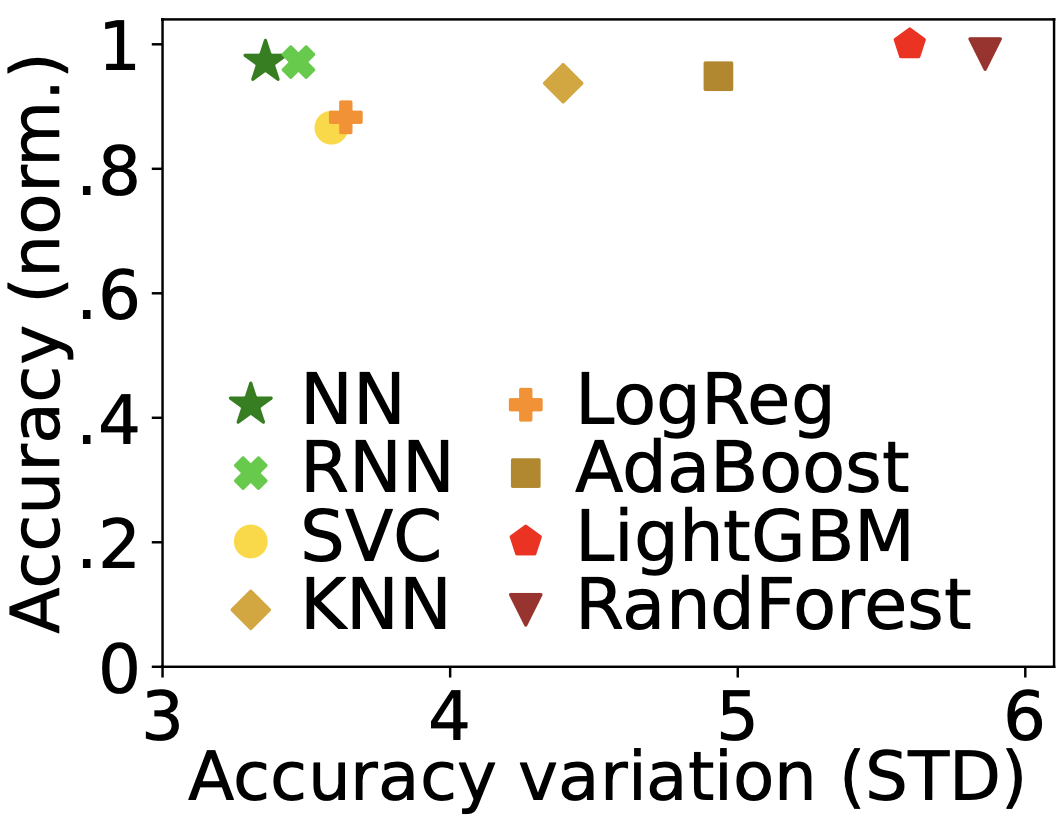 Accuracy (norm.)
1
.8
.6
.4
.2
0
NN
RNN
SVC
KNN
LogReg
AdaBoost
LightGBM
RandForest
3 4 5 6
Accuracy variation (STD)